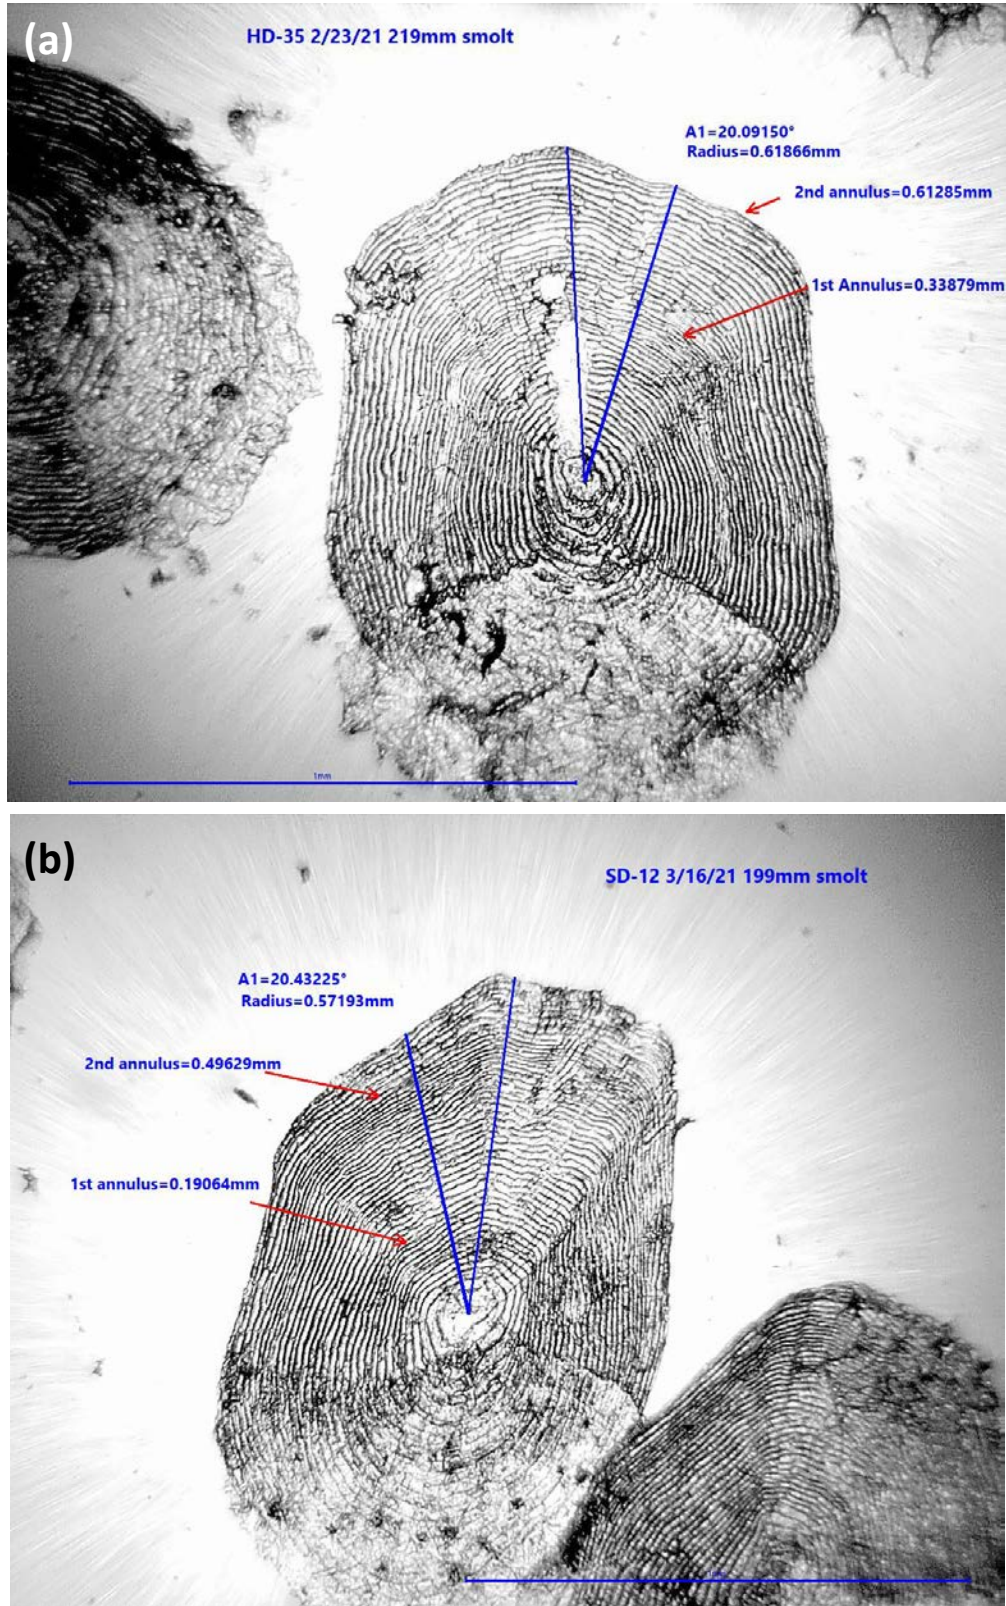 (a)
HD-35 2/23/21 219mm smolt
A1=20.09150°
Radius=0.61866mm
2nd annulus=0.61285mm
1st Annulus=0.33879mm
1mm
(b)
SD-12 3/16/21 199mm smolt
A1=20.43225°
Radius=0.57193mm
2nd annulus=0.49629mm
1st annulus=0.19064mm